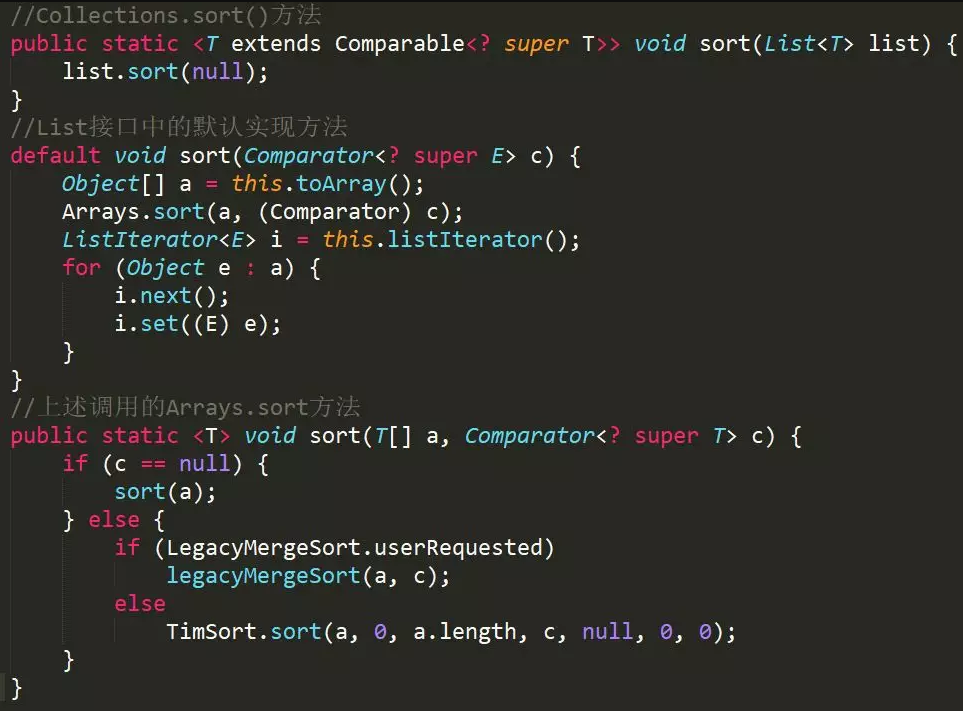 //Collections.sort()方法
public static <T extends Comparable<? super T>> void sort(List<T> list) {
    list.sort(null);
}
//List接口中的默认实现方法
default void sort(Comparator<? super E> c) {
    Object[] a = this.toArray();
    Arrays.sort(a, (Comparator) c);
    ListIterator<E> i = this.listIterator();
    for (Object e : a) {
        i.next();
        i.set((E) e);
    }
}
//上述调用的Arrays.sort方法
public static <T> void sort(T[] a, Comparator<? super T> c) {
    if (c == null) {
        sort(a);
    } else {
        if (LegacyMergeSort.userRequested)
            legacyMergeSort(a, c);
        else
            TimSort.sort(a, 0, a.length, c, null, 0, 0);
    }
}